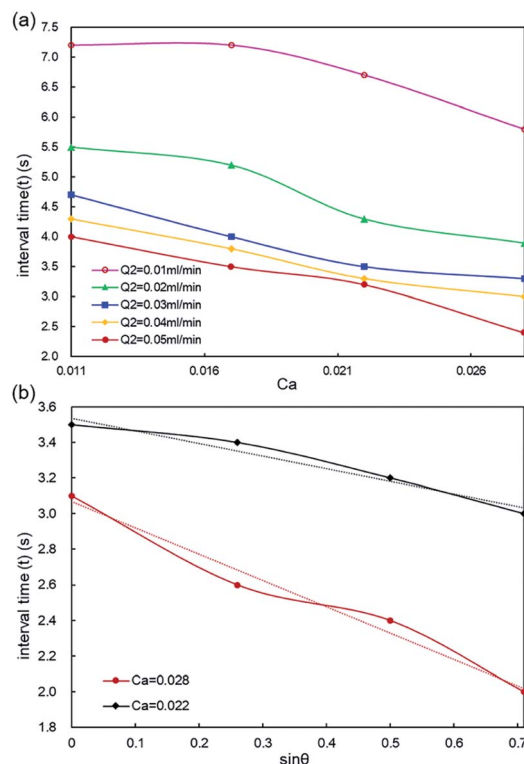 (a)
7.5
7.0
6.5
6.0
5.5
5.0
4.5
4.0
3.5
3.0
2.5
2.0
interval time(t) (s)
Q2=0.01ml/min
Q2=0.02ml/min
Q2=0.03ml/min
Q2=0.04ml/min
Q2=0.05ml/min
0.011 0.016 0.021 0.026
Ca
(b)
3.6
3.4
3.2
3.0
2.8
2.6
2.4
2.2
2.0
1.8
interval time (t) (s)
Ca=0.028
Ca=0.022
0 0.1 0.2 0.3 0.4 0.5 0.6 0.7
sinθ